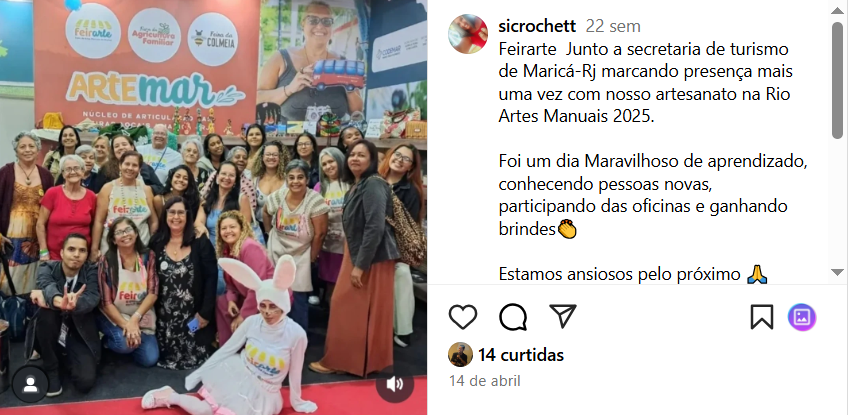 feirarte
Feira da
Agricultura
Familiar
Feira da
COLMEIA
ARTEmar
NÚCLEO DE ARTICULAÇÃO DAS
feirarte
feirarte
feirarte
sicrochett 22 sem
Feirarte Junto a secretaria de turismo
de Maricá-Rj marcando presença mais
uma vez com nosso artesanato na Rio
Artes Manuais 2025.
Foi um dia Maravilhoso de aprendizado,
conhecendo pessoas novas,
participando das oficinas e ganhando
brindes👏
Estamos ansiosos pelo próximo 🙏
14 curtidas
14 de abril